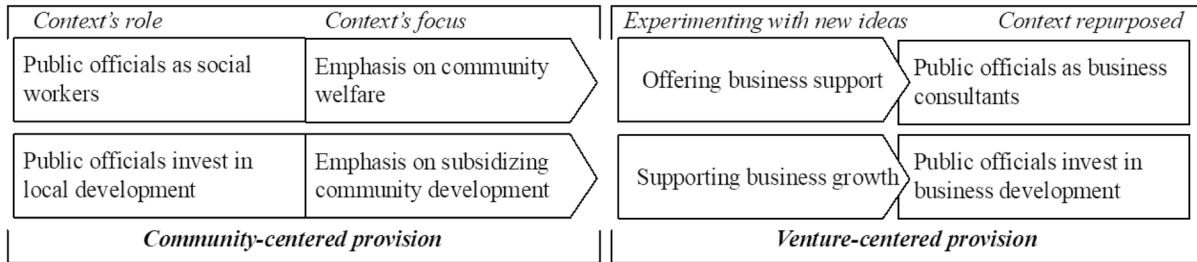 Context's role
Context's focus
Experimenting with new ideas
Context repurposed
Public officials as social
workers
Emphasis on community
welfare
Offering business support
Public officials as business
consultants
Public officials invest in
local development
Emphasis on subsidizing
community development
Supporting business growth
Public officials invest in
business development
Community-centered provision
Venture-centered provision